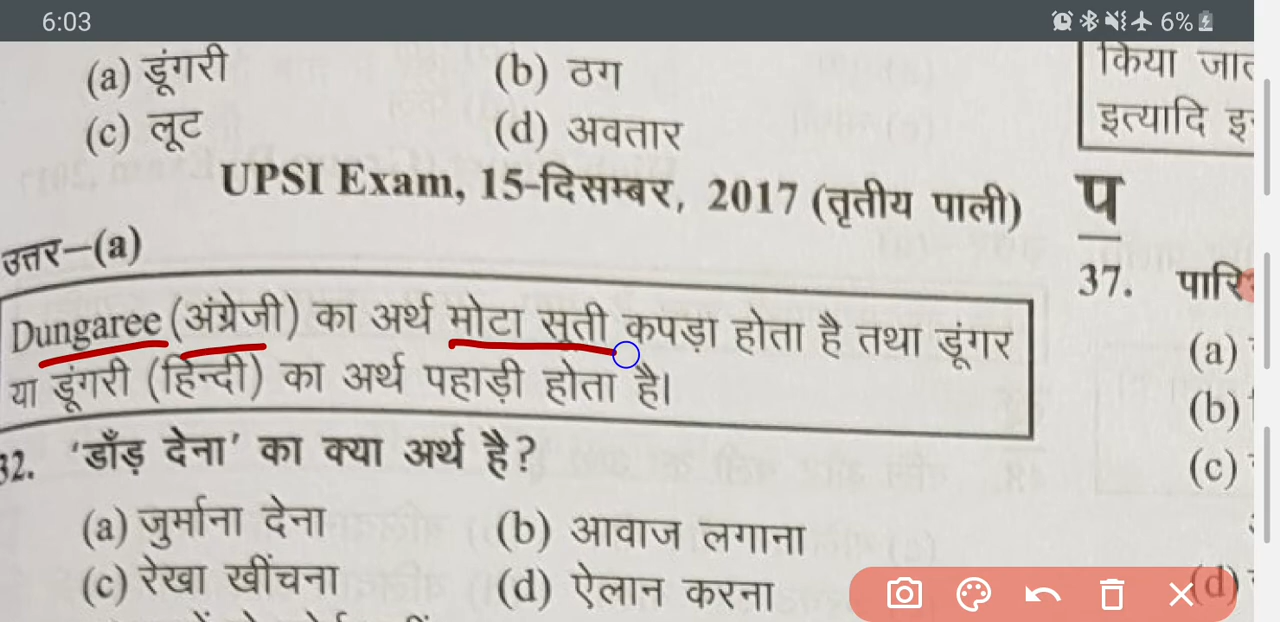 6:03 6%
(a) डूंगरी (b) ठग
(c) लूट (d) अवतार
UPSI Exam, 15-दिसम्बर, 2017 (तृतीय पाली)
उत्तर–(a)
Dungaree (अंग्रेजी) का अर्थ मोटा सूती कपड़ा होता है तथा डूंगर
या डूंगरी (हिन्दी) का अर्थ पहाड़ी होता है।
32. 'डाँड़ देना' का क्या अर्थ है?
(a) जुर्माना देना (b) आवाज लगाना
(c) रेखा खींचना (d) ऐलान करना
किया
इत्यादि
प
37.
(a)
(b)
(c)
(d)